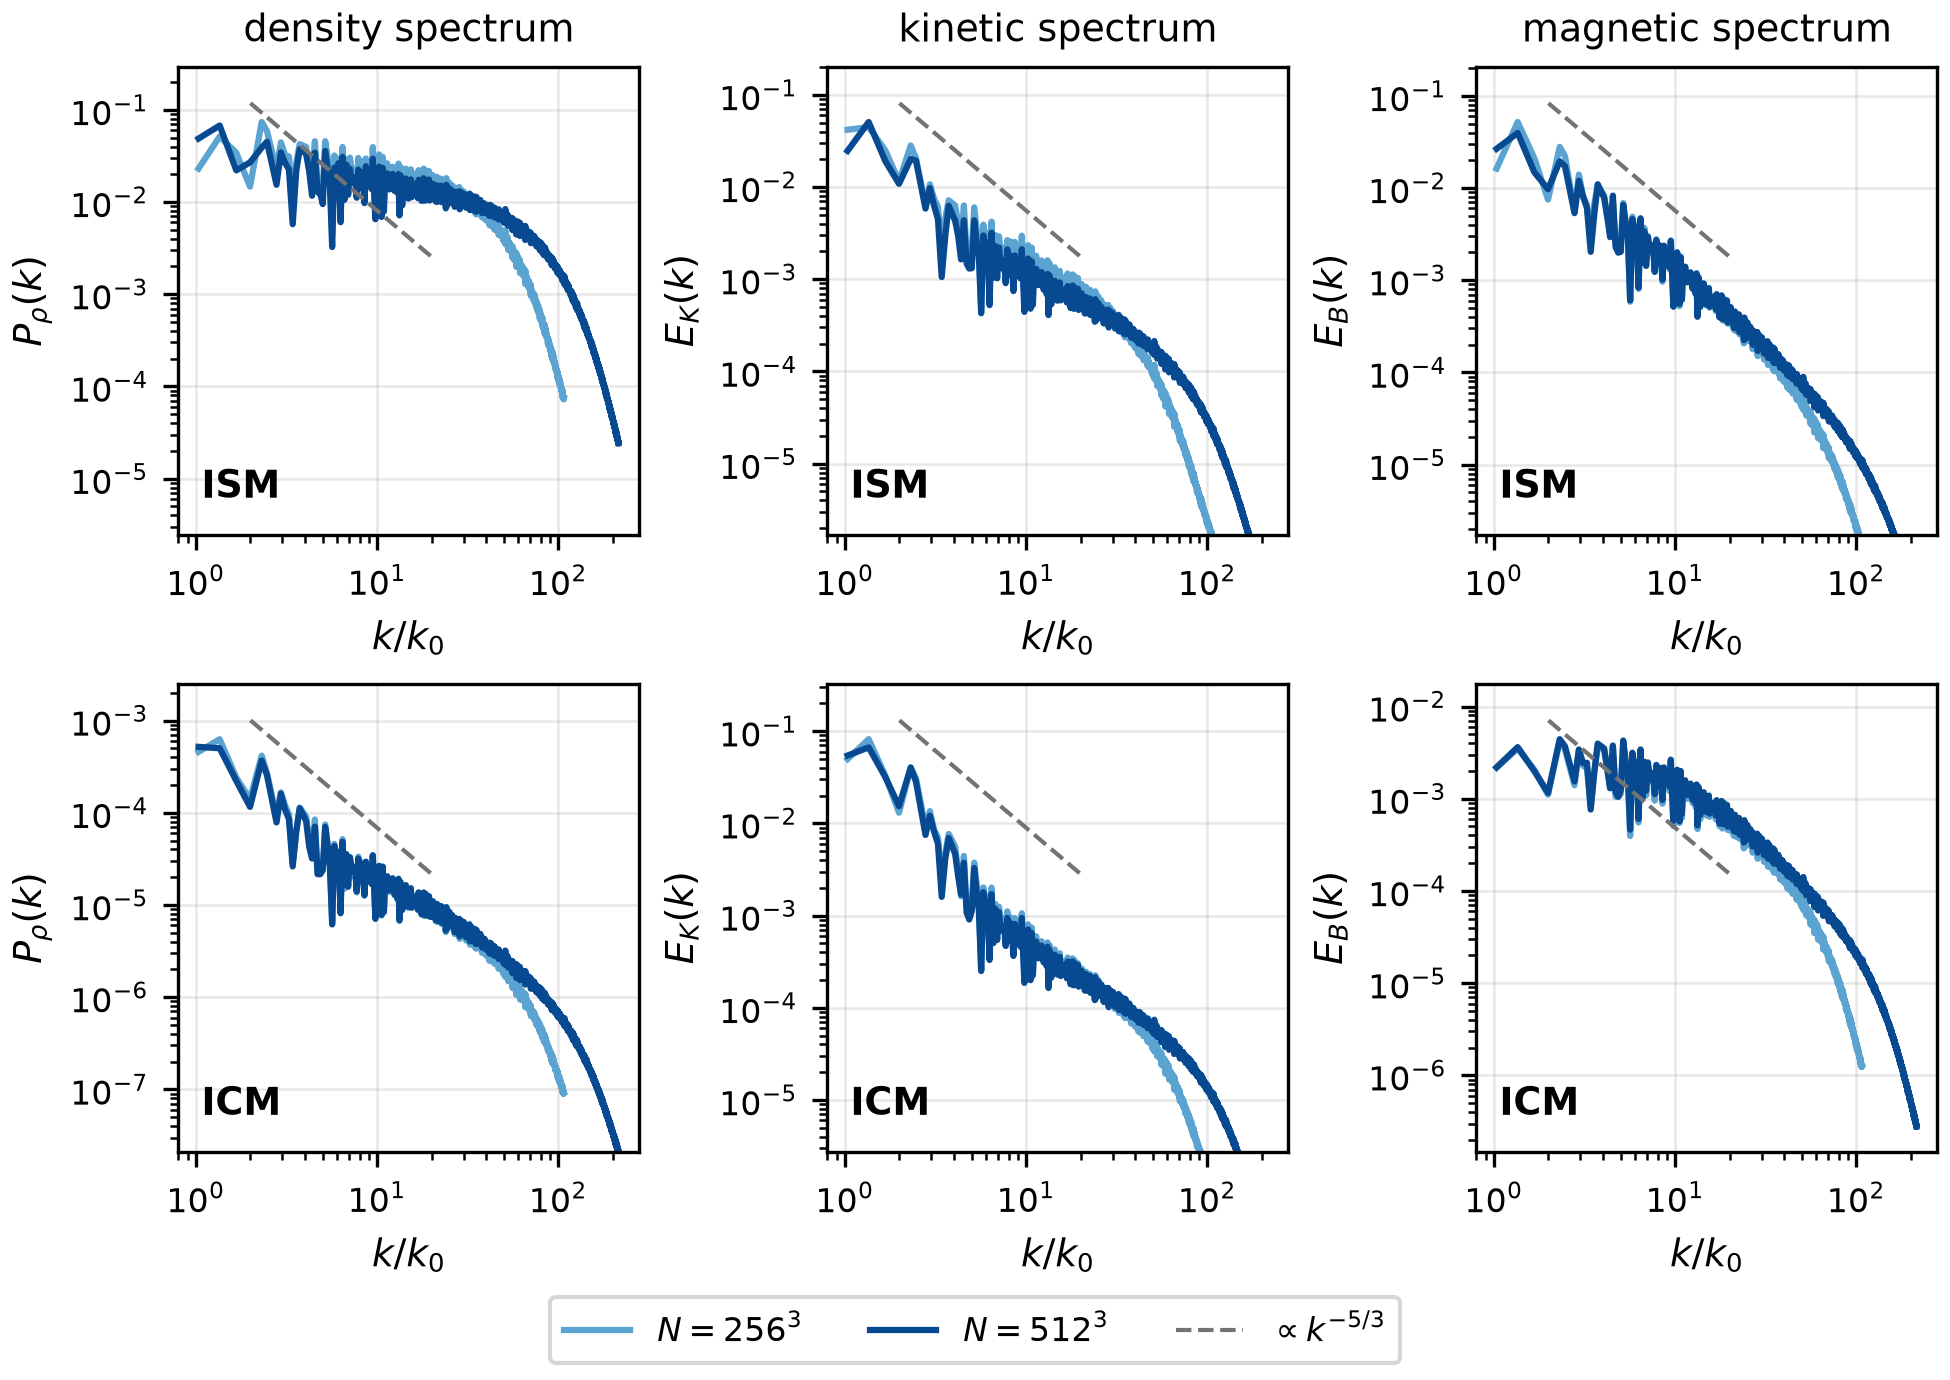 density spectrum
kinetic spectrum
magnetic spectrum
P_ρ(k)
10^−1
10^−2
10^−3
10^−4
10^−5
ISM
10^0 10^1 10^2
k/k_0
E_K(k)
10^−1
10^−2
10^−3
10^−4
10^−5
ISM
10^0 10^1 10^2
k/k_0
E_B(k)
10^−1
10^−2
10^−3
10^−4
10^−5
ISM
10^0 10^1 10^2
k/k_0
P_ρ(k)
10^−3
10^−4
10^−5
10^−6
10^−7
ICM
10^0 10^1 10^2
k/k_0
E_K(k)
10^−1
10^−2
10^−3
10^−4
10^−5
ICM
10^0 10^1 10^2
k/k_0
E_B(k)
10^−2
10^−3
10^−4
10^−5
10^−6
ICM
10^0 10^1 10^2
k/k_0
N = 256^3
N = 512^3
∝ k^−5/3